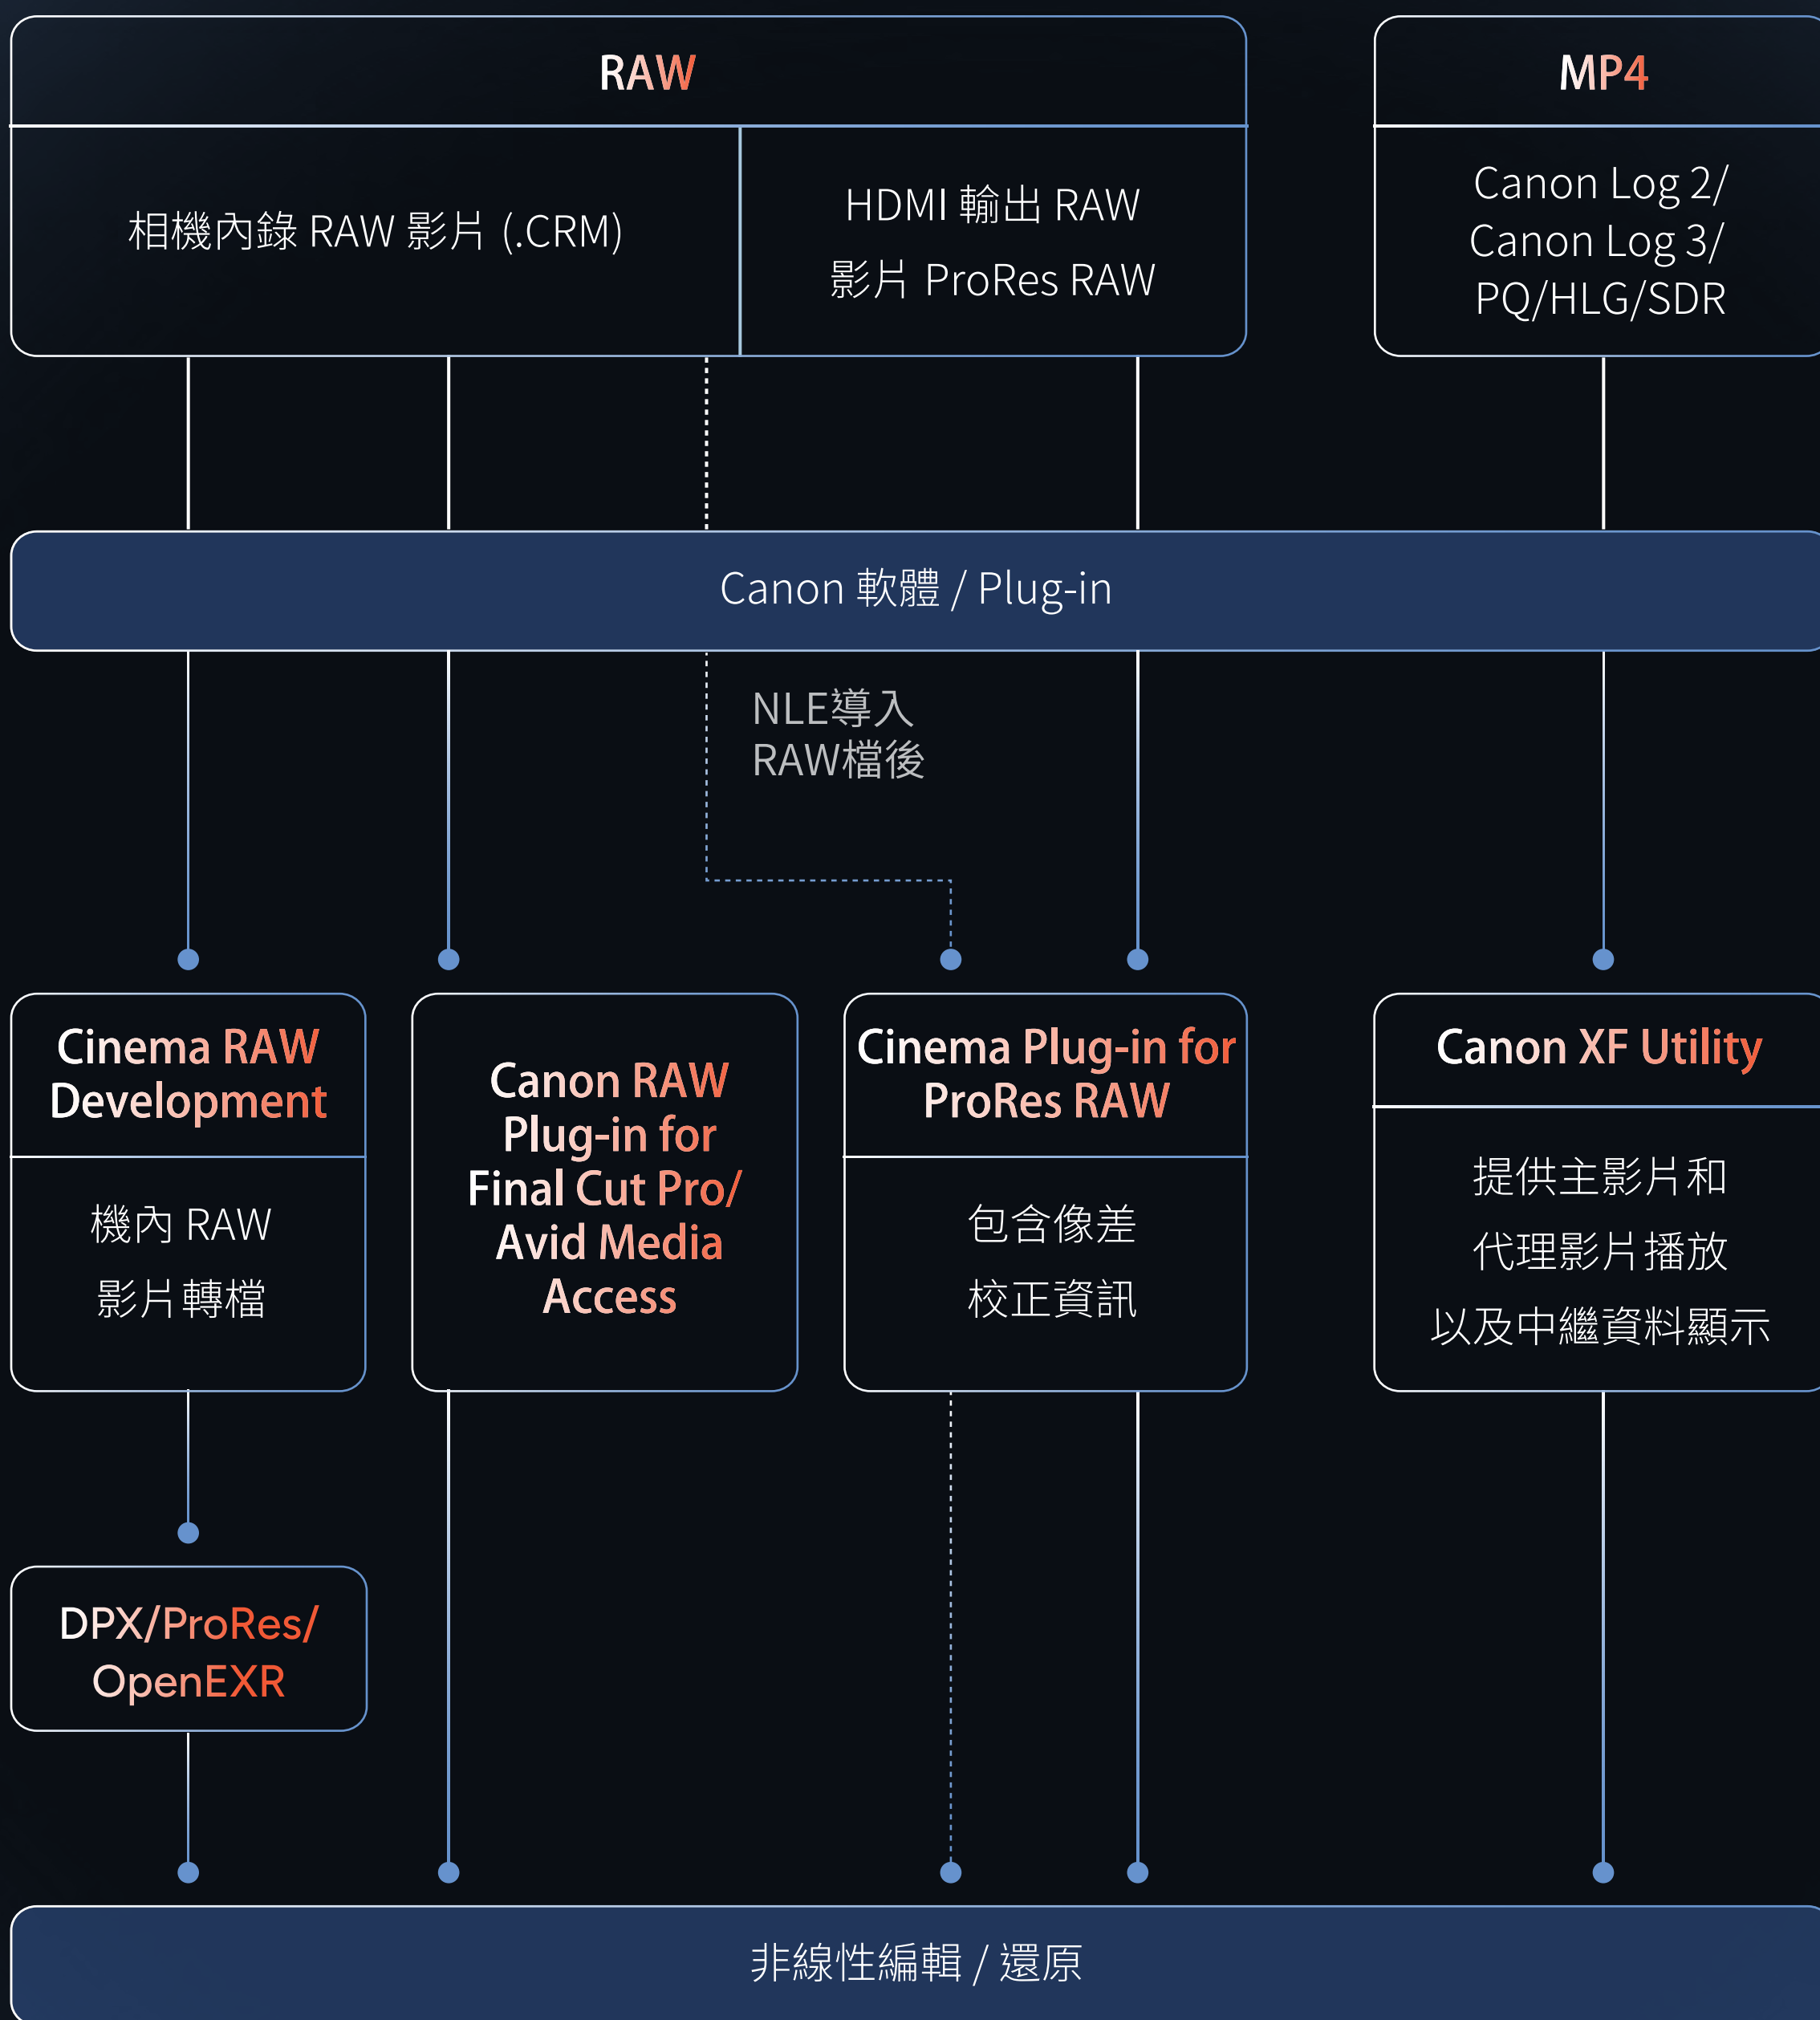 RAW
相機內錄 RAW 影片 (.CRM)
HDMI 輸出 RAW
影片 ProRes RAW
MP4
Canon Log 2/
Canon Log 3/
PQ/HLG/SDR
Canon 軟體 / Plug-in
NLE導入
RAW檔後
Cinema RAW
Development
機內 RAW
影片轉檔
Canon RAW
Plug-in for
Final Cut Pro/
Avid Media
Access
Cinema Plug-in for
ProRes RAW
包含像差
校正資訊
Canon XF Utility
提供主影片和
代理影片播放
以及中繼資料顯示
DPX/ProRes/
OpenEXR
非線性編輯 / 還原